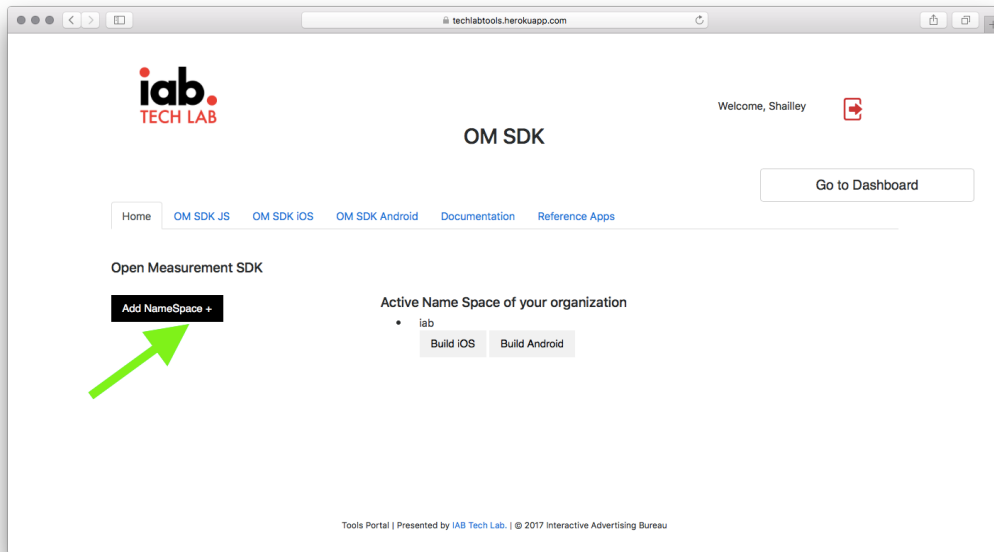 techlabtools.herokuapp.com
iab.
TECH LAB
Welcome, Shailley
OM SDK
Go to Dashboard
Home OM SDK JS OM SDK iOS OM SDK Android Documentation Reference Apps
Open Measurement SDK
Add NameSpace +
Active Name Space of your organization
• iab
Build iOS Build Android
Tools Portal | Presented by IAB Tech Lab. | © 2017 Interactive Advertising Bureau